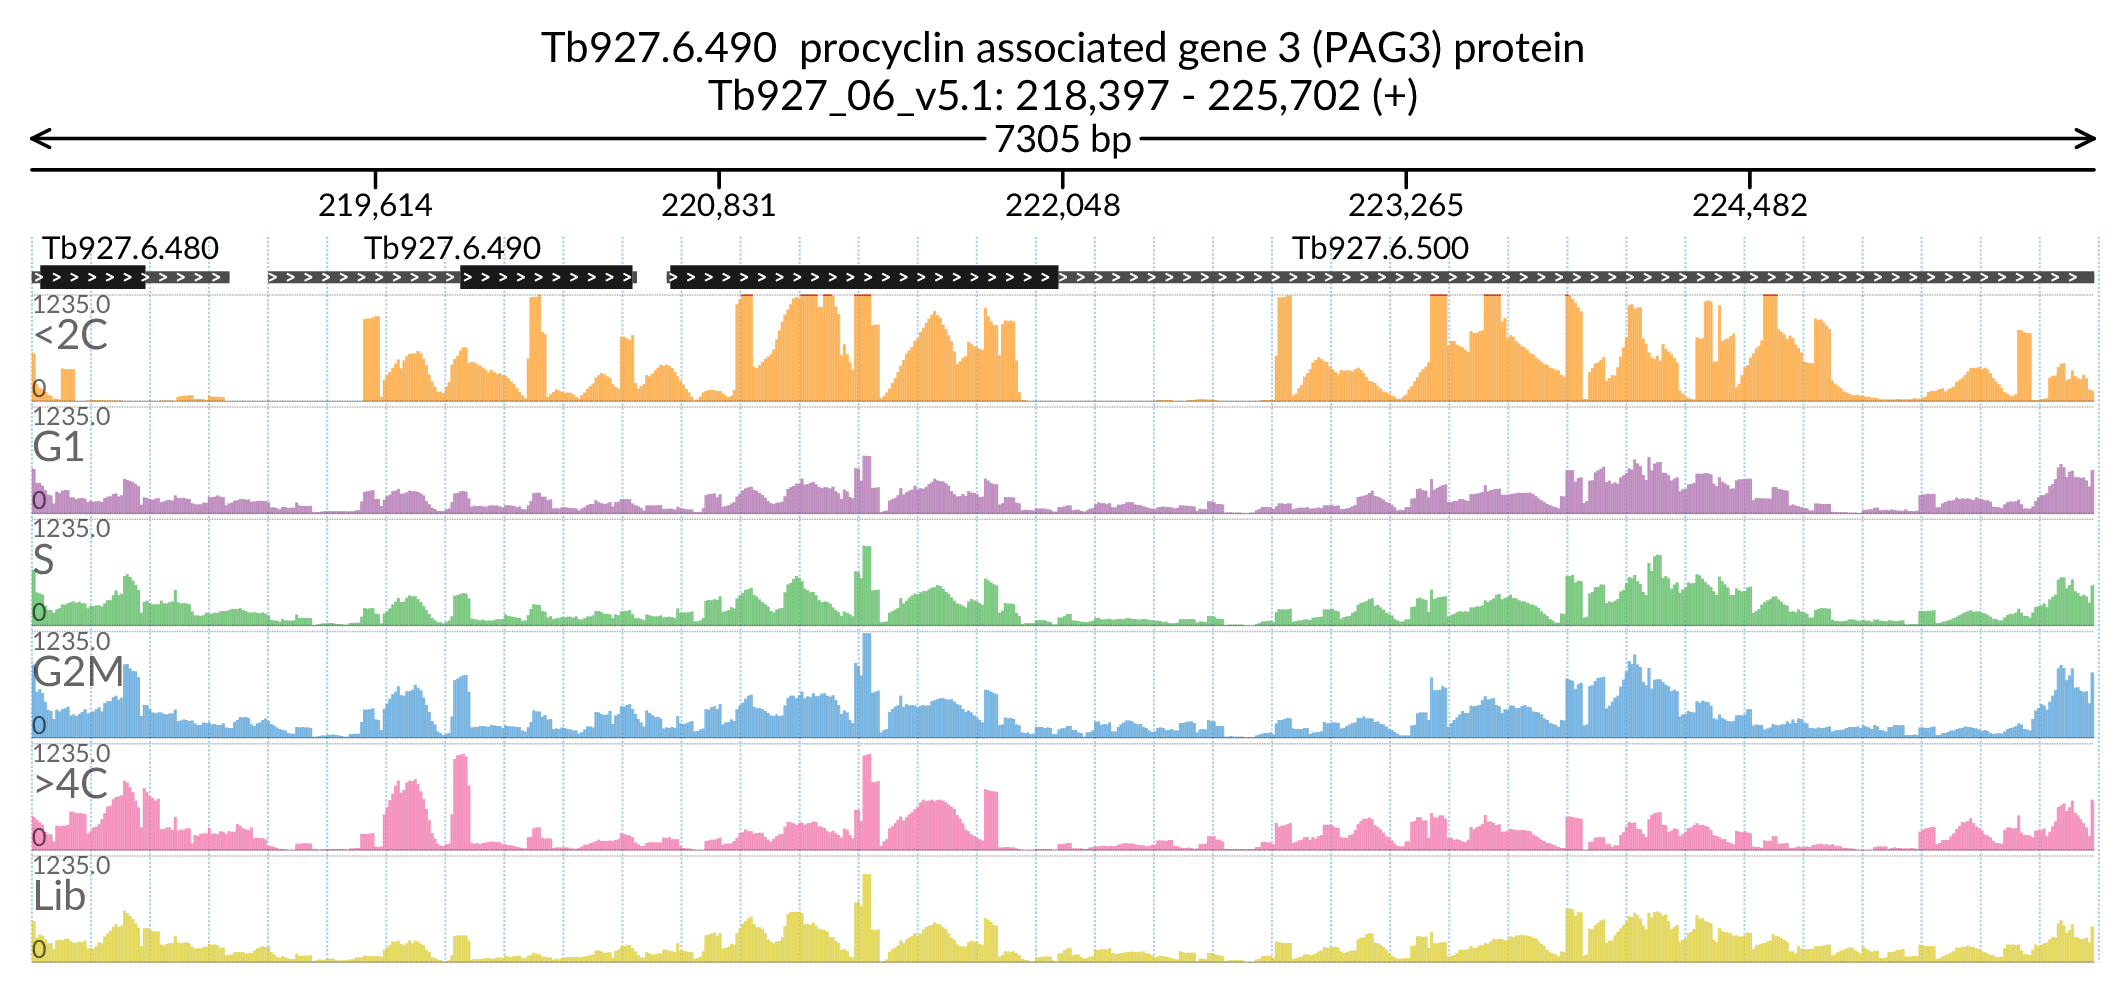 Tb927.6.490 procyclin associated gene 3 (PAG3) protein
Tb927_06_v5.1: 218,397 - 225,702 (+)
7305 bp
219,614 220,831 222,048 223,265 224,482
Tb927.6.480 Tb927.6.490 Tb927.6.500
1235.0
<2C
0
1235.0
G1
0
1235.0
S
0
1235.0
G2M
0
1235.0
>4C
0
1235.0
Lib
0